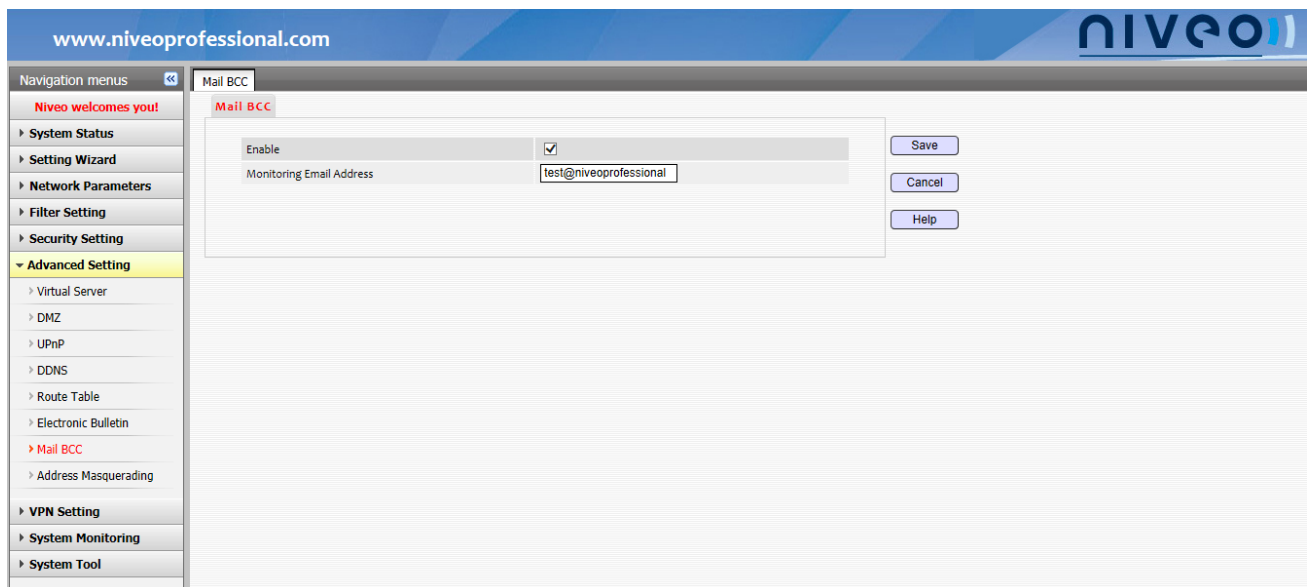 www.niveoprofessional.com
niveo
Navigation menus
Niveo welcomes you!
System Status
Setting Wizard
Network Parameters
Filter Setting
Security Setting
Advanced Setting
Virtual Server
DMZ
UPnP
DDNS
Route Table
Electronic Bulletin
Mail BCC
Address Masquerading
VPN Setting
System Monitoring
System Tool
Mail BCC
Mail BCC
Enable
Monitoring Email Address test@niveoprofessional
Save
Cancel
Help